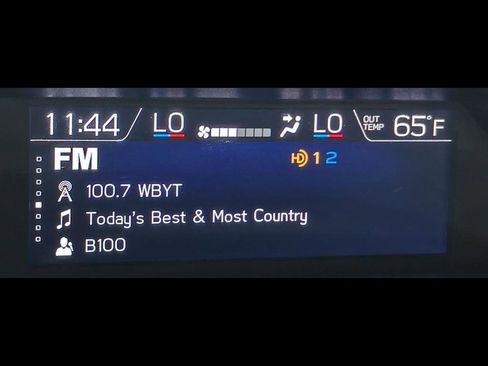 11:44 LO LO OUT TEMP 65°F
FM HD 1 2
100.7 WBYT
Today's Best & Most Country
B100